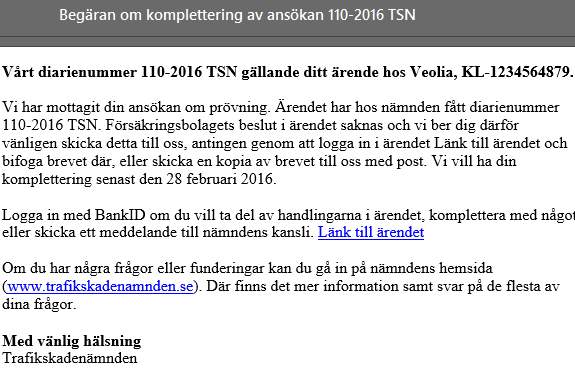 Begäran om komplettering av ansökan 110-2016 TSN
Vårt diarienummer 110-2016 TSN gällande ditt ärende hos Veolia, KL-1234564879.
Vi har mottagit din ansökan om prövning. Ärendet har hos nämnden fått diarienummer
110-2016 TSN. Försäkringsbolagets beslut i ärendet saknas och vi ber dig därför
vänligen skicka detta till oss, antingen genom att logga in i ärendet Länk till ärendet och
bifoga brevet där, eller skicka en kopia av brevet till oss med post. Vi vill ha din
komplettering senast den 28 februari 2016.
Logga in med BankID om du vill ta del av handlingarna i ärendet, komplettera med något
eller skicka ett meddelande till nämndens kansli. Länk till ärendet
Om du har några frågor eller funderingar kan du gå in på nämndens hemsida
(www.trafikskadenamnden.se). Där finns det mer information samt svar på de flesta av
dina frågor.
Med vänlig hälsning
Trafikskadenämnden